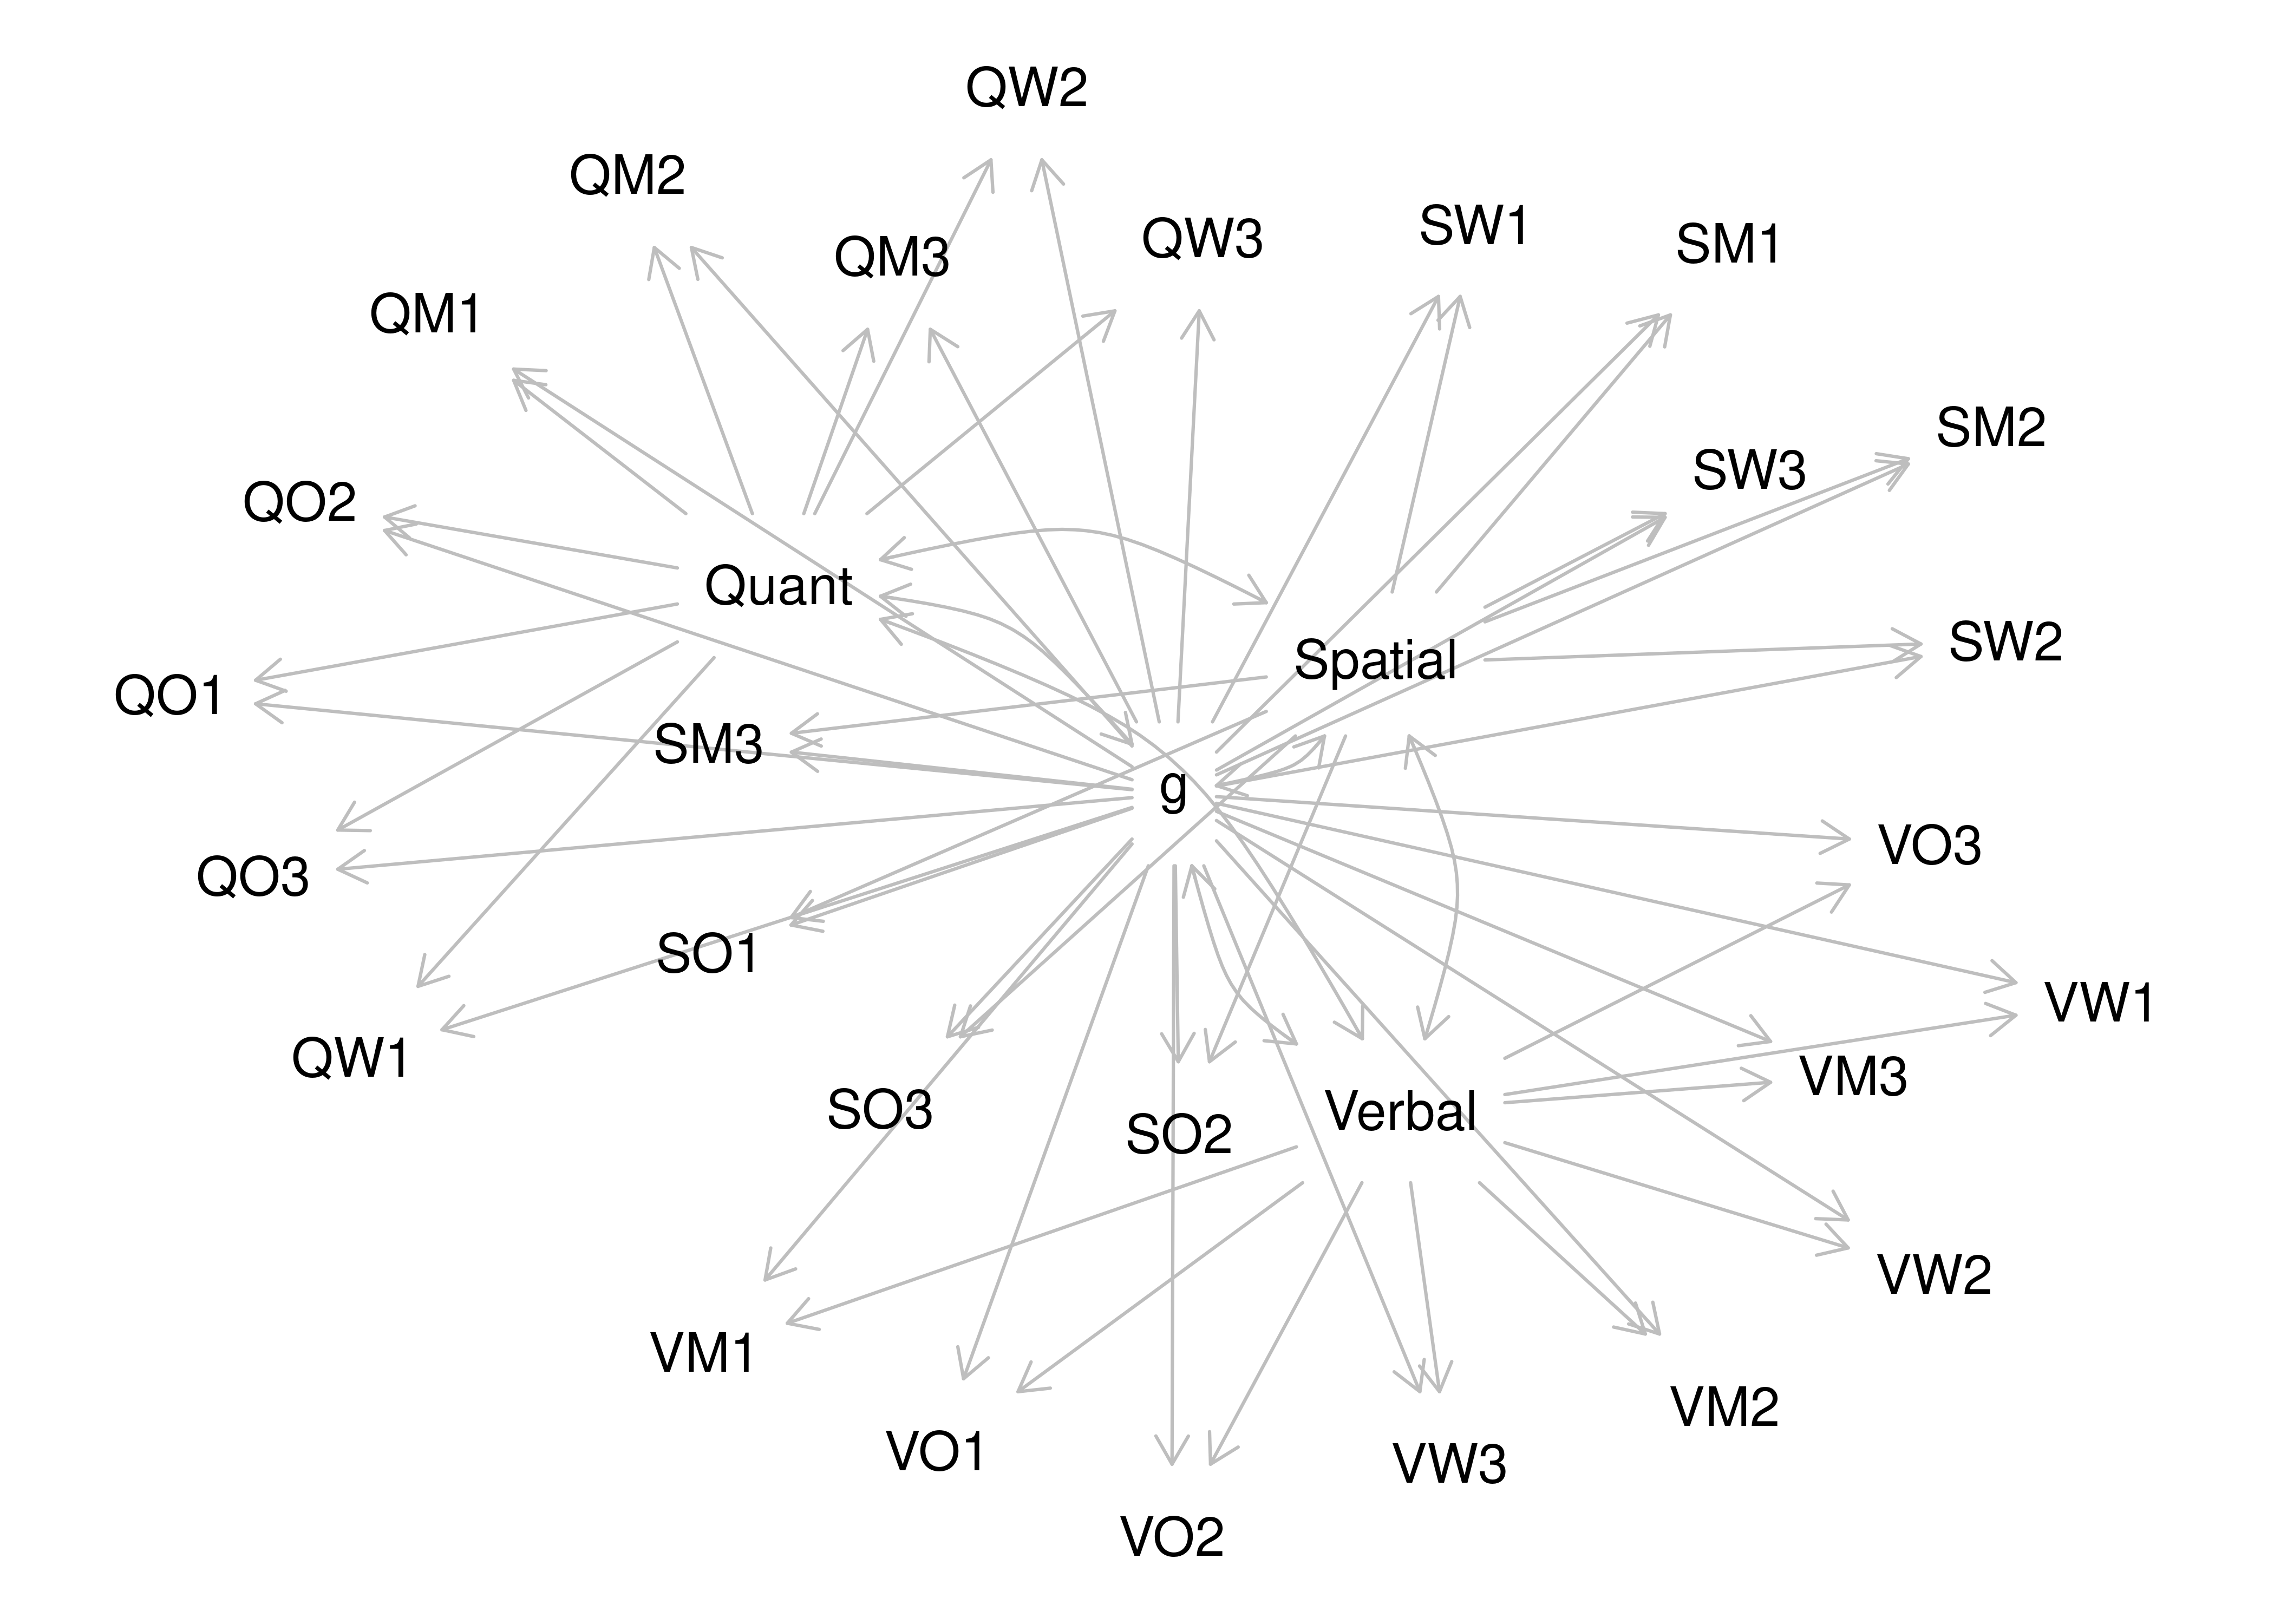 QW2
QM2
SW1
QW3
SM1
QM3
QM1
SM2
SW3
QO2
Quant
SW2
Spatial
QO1
SM3
g
VO3
QO3
SO1
VW1
QW1
VM3
SO3
Verbal
SO2
VW2
VM1
VM2
VO1
VW3
VO2